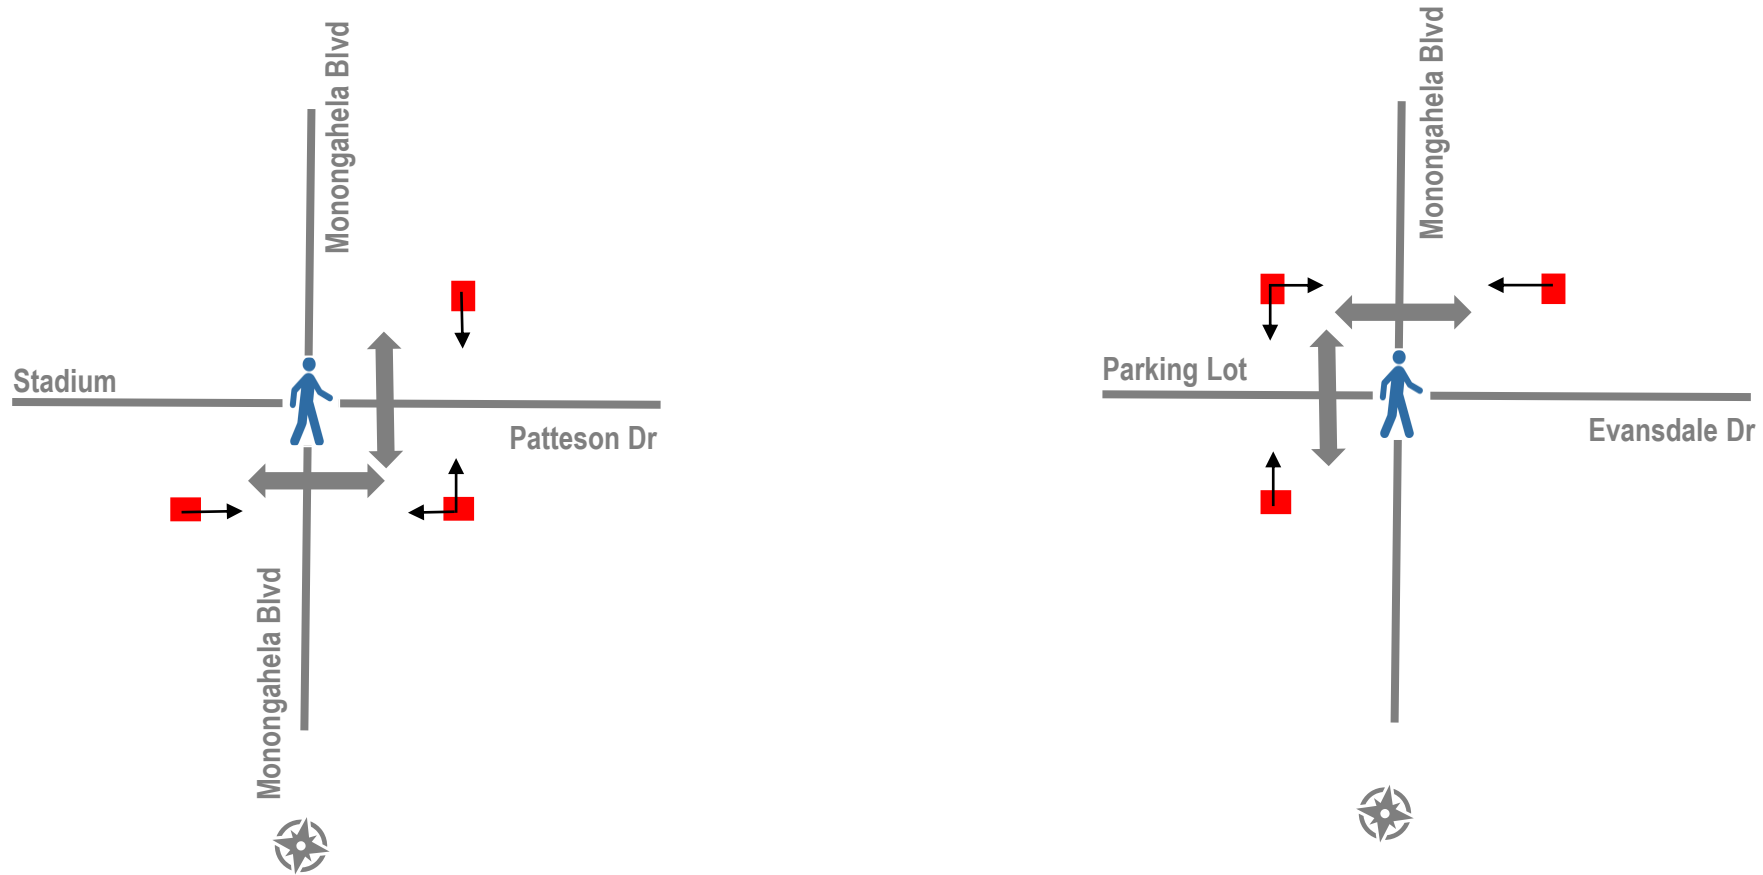 Monongahela Blvd
Stadium
Patteson Dr
Monongahela Blvd
Monongahela Blvd
Parking Lot
Evansdale Dr